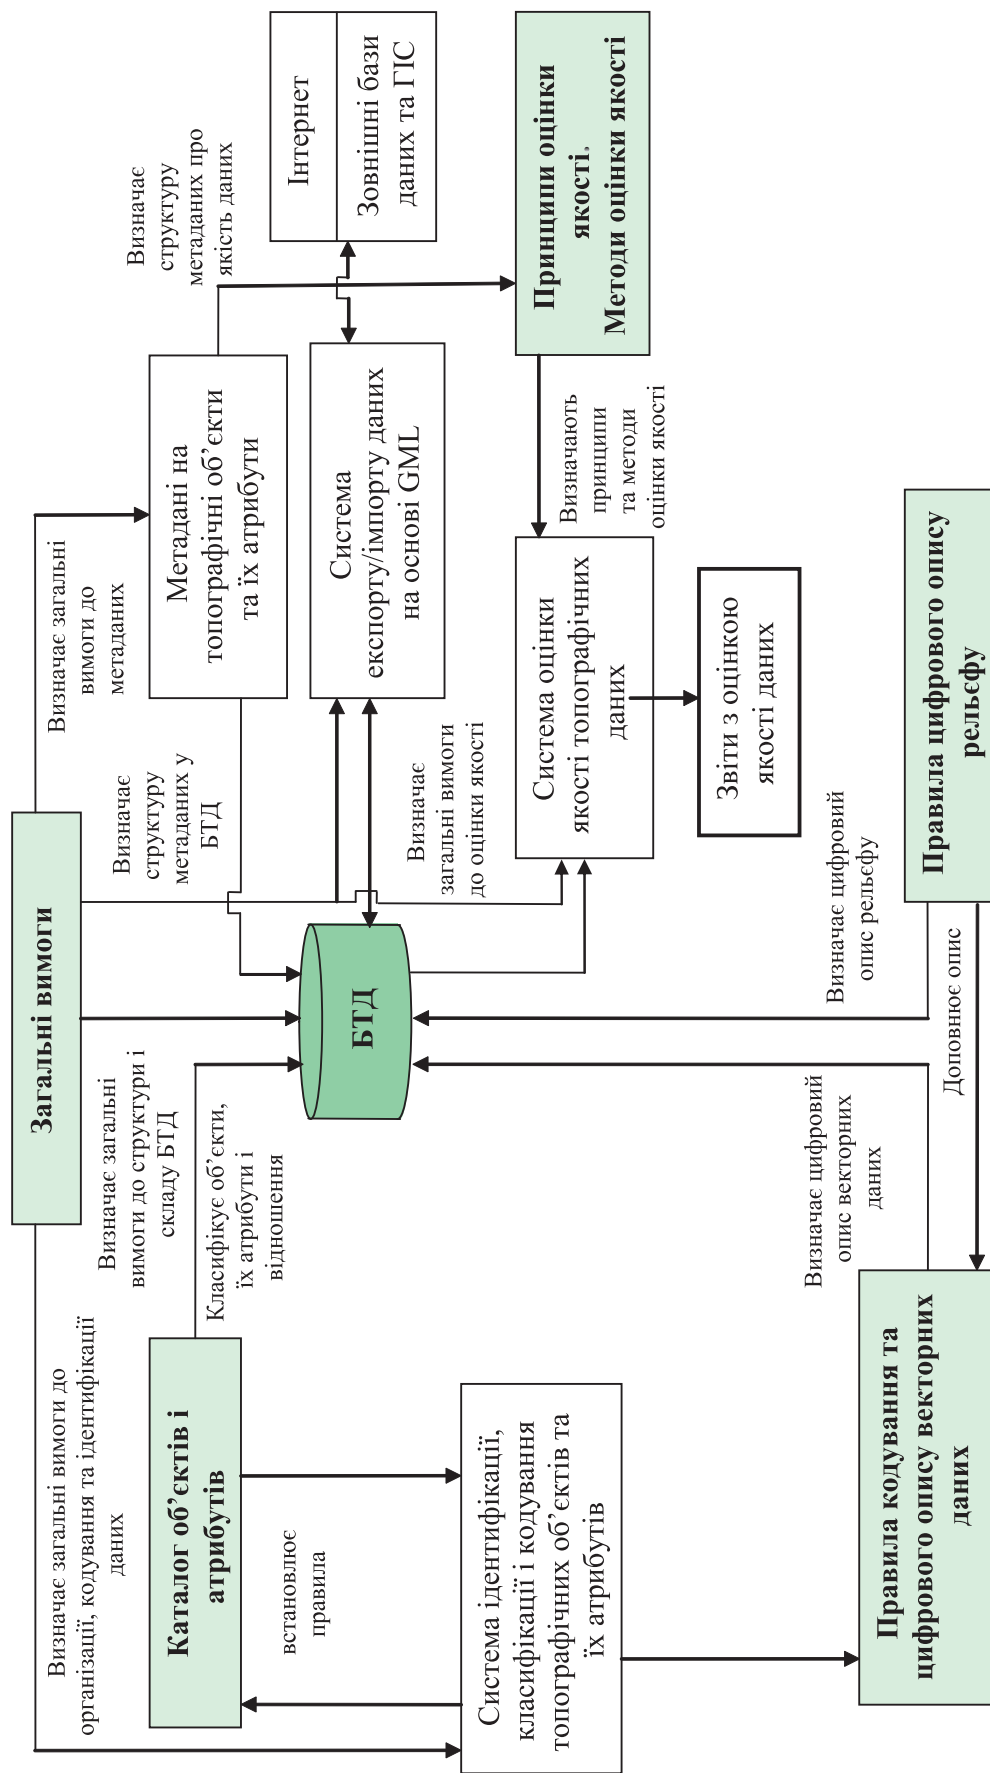 Визначає загальні вимоги до
організації, кодування та ідентифікації
даних
Загальні вимоги
Визначає загальні
вимоги до
метаданих
Визначає загальні
вимоги до структури і
складу БТД
Визначає
структуру
метаданих у
БТД
Визначає
структуру
метаданих про
якість даних
Каталог об’єктів і
атрибутів
Класифікує об’єкти,
їх атрибути і
відношення
Метадані на
топографічні об’єкти
та їх атрибути
Інтернет
Зовнішні бази
даних та ГІС
встановлює
правила
БТД
Система
експорту/імпорту даних
на основі GML
Визначає
загальні вимоги
до оцінки якості
Система ідентифікації,
класифікації і кодування
топографічних об’єктів та
їх атрибутів
Система оцінки
якості топографічних
даних
Визначають
принципи
та методи
оцінки якості
Принципи оцінки
якості.
Методи оцінки якості
Звіти з оцінкою
якості даних
Визначає цифровий
опис векторних
даних
Визначає цифровий
опис рельєфу
Правила кодування та
цифрового опису векторних
даних
Доповнює опис
Правила цифрового опису
рельєфу